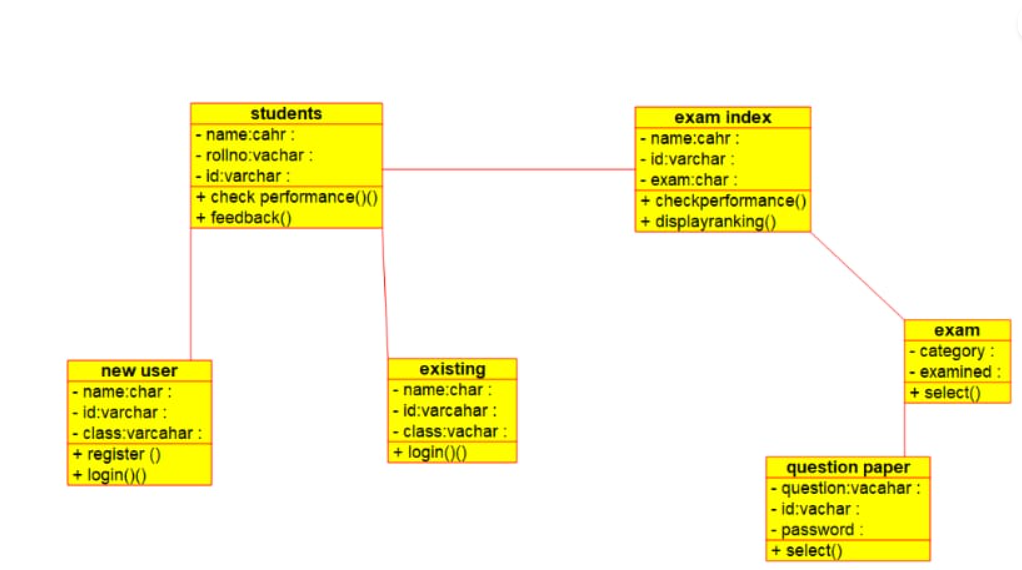 students
- name:cahr :
- rollno:vachar :
- id:varchar :
+ check performance()()
+ feedback()
exam index
- name:cahr :
- id:varchar :
- exam:char :
+ checkperformance()
+ displayranking()
new user
- name:char :
- id:varchar :
- class:varcahar :
+ register ()
+ login()()
existing
- name:char :
- id:varcahar :
- class:vachar :
+ login()()
exam
- category :
- examined :
+ select()
question paper
- question:vacahar :
- id:vachar :
- password :
+ select()